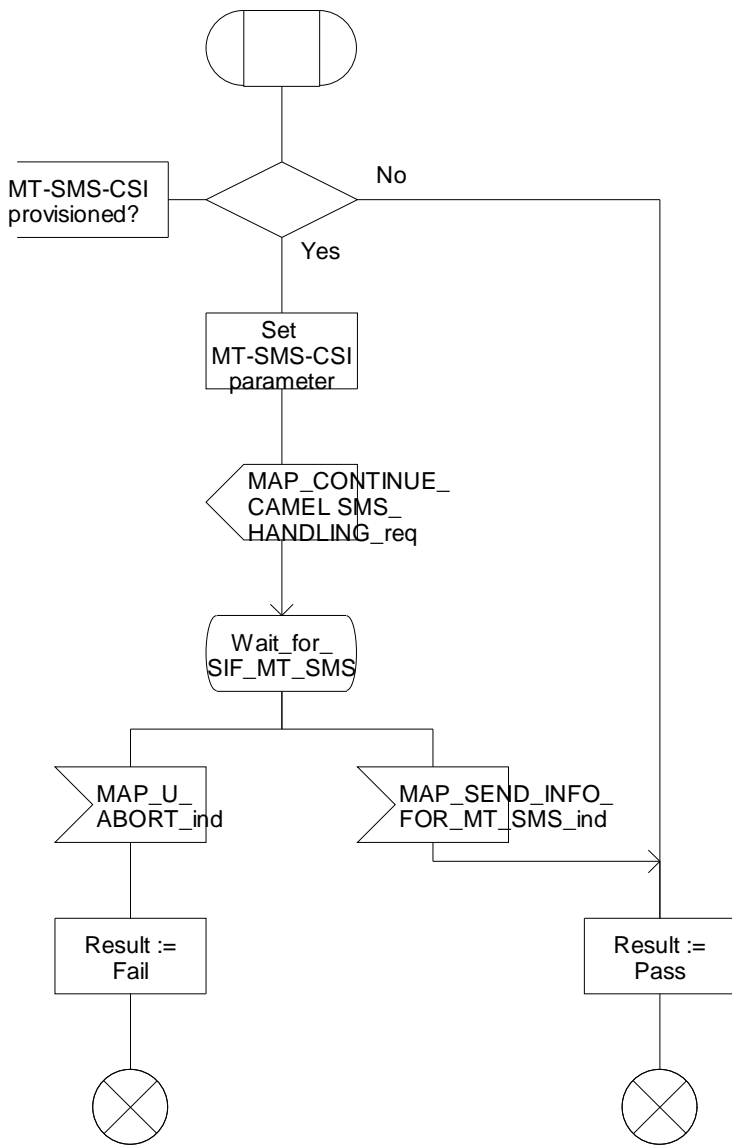 MT-SMS-CSI
provisioned?
No
Yes
Set
MT-SMS-CSI
parameter
MAP_CONTINUE_
CAMEL SMS_
HANDLING_req
Wait_for_
SIF_MT_SMS
MAP_U_
ABORT_ind
MAP_SEND_INFO_
FOR_MT_SMS_ind
Result :=
Fail
Result :=
Pass